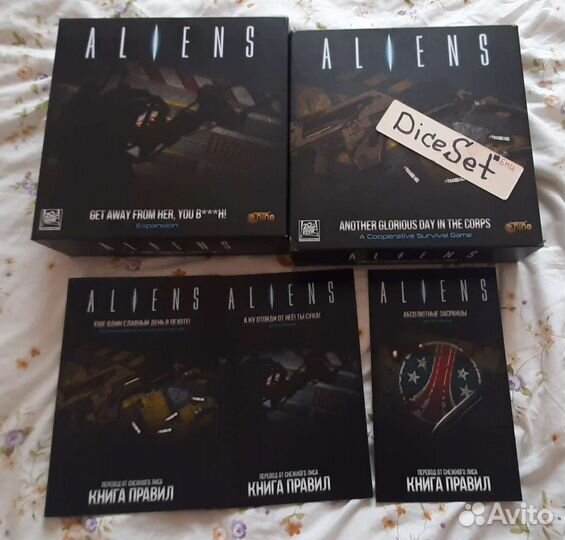 ALIENS
GET AWAY FROM HER, YOU B***H!
Expansion
ALIENS
DiceSet
ANOTHER GLORIOUS DAY IN THE CORPS
A Cooperative Survival Game
ALIENS
ЕЩЕ ОДИН СЛАВНЫЙ ДЕНЬ В ПЕХОТЕ!
ПЕРЕВОД ОТ СНЕЖНОГО ЛИСА
КНИГА ПРАВИЛ
ALIENS
А НУ ОТОЙДИ ОТ НЕЕ! ТЫ СУКА!
ПЕРЕВОД ОТ СНЕЖНОГО ЛИСА
КНИГА ПРАВИЛ
ALIENS
АБСОЛЮТНЫЕ ЗАСРАНЦЫ
ПЕРЕВОД ОТ СНЕЖНОГО ЛИСА
КНИГА ПРАВИЛ
Avito